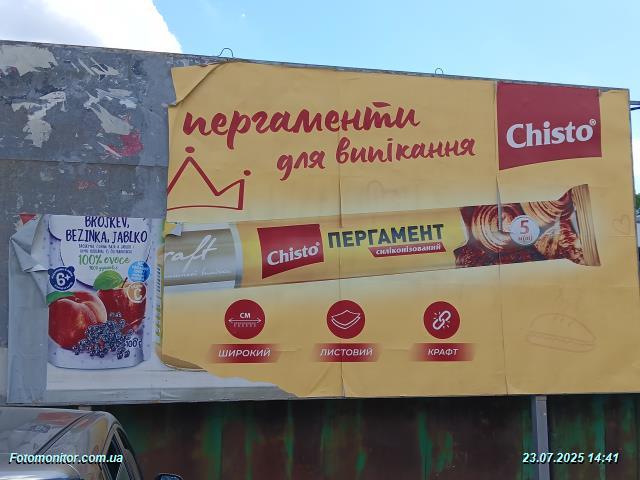 пергаменти
для випікання
Chisto®
BROJKEV,
BEZINKA, JABLKO
100% ovoce
6+
raft
Chisto®
ПЕРГАМЕНТ
силіконізований
5
СМ
ШИРОКИЙ
ЛИСТОВИЙ
КРАФТ
Fotomonitor.com.ua
23.07.2025 14:41